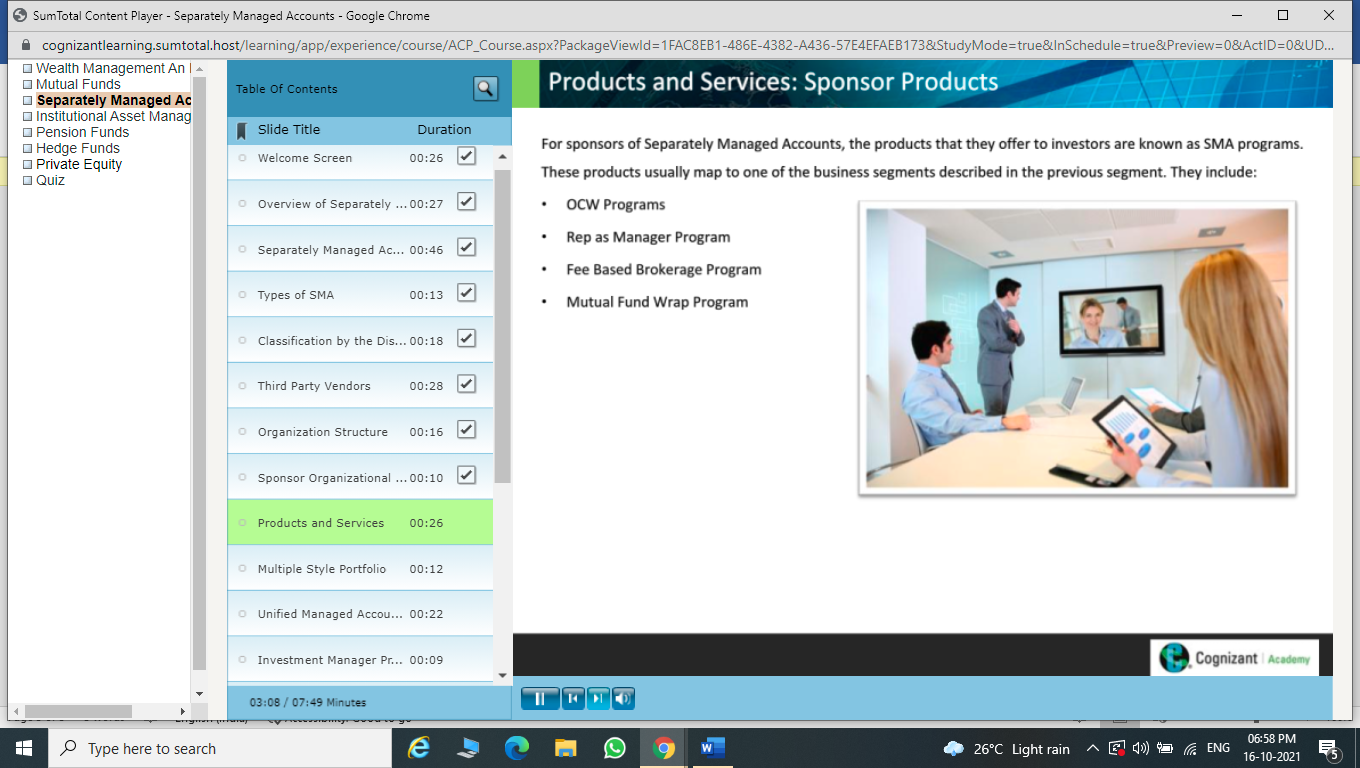 SumTotal Content Player - Separately Managed Accounts - Google Chrome
cognizantlearning.sumtotal.host/learning/app/experience/course/ACP_Course.aspx?PackageViewId=1FAC8EB1-486E-4382-A436-57E4EFAEB173&StudyMode=true&InSchedule=true&Preview=0&ActID=0&UD...
Wealth Management An I
Mutual Funds
Separately Managed Ac
Institutional Asset Manag
Pension Funds
Hedge Funds
Private Equity
Quiz
Table Of Contents
Slide Title Duration
Welcome Screen 00:26
Overview of Separately ... 00:27
Separately Managed Ac... 00:46
Types of SMA 00:13
Classification by the Dis... 00:18
Third Party Vendors 00:28
Organization Structure 00:16
Sponsor Organizational ... 00:10
Products and Services 00:26
Multiple Style Portfolio 00:12
Unified Managed Accou... 00:22
Investment Manager Pr... 00:09
03:08 / 07:49 Minutes
Products and Services: Sponsor Products
For sponsors of Separately Managed Accounts, the products that they offer to investors are known as SMA programs.
These products usually map to one of the business segments described in the previous segment. They include:
• OCW Programs
• Rep as Manager Program
• Fee Based Brokerage Program
• Mutual Fund Wrap Program
Cognizant | Academy
Type here to search
26°C Light rain
ENG
06:58 PM
16-10-2021
5